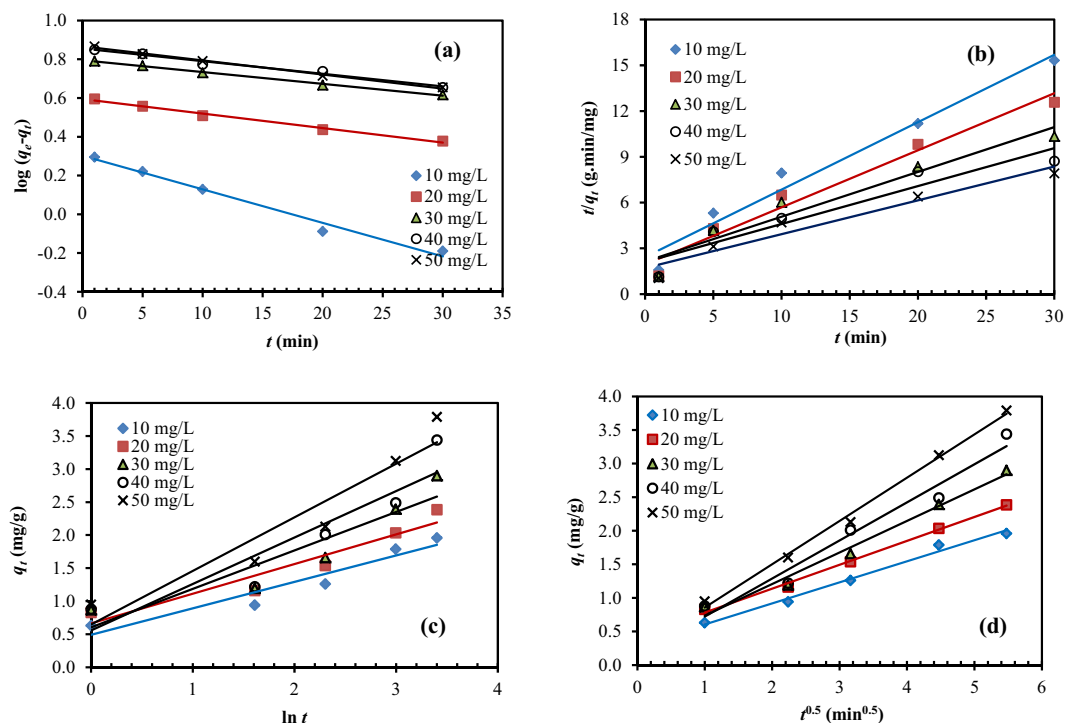 1.0
0.8
0.6
0.4
0.2
0.0
-0.2
-0.4
log (qe-qt)
(a)
10 mg/L
20 mg/L
30 mg/L
40 mg/L
50 mg/L
0 5 10 15 20 25 30 35
t (min)
18
15
12
9
6
3
0
t/qt (g.min/mg)
(b)
10 mg/L
20 mg/L
30 mg/L
40 mg/L
50 mg/L
0 5 10 15 20 25 30
t (min)
4.0
3.5
3.0
2.5
2.0
1.5
1.0
0.5
0.0
qt (mg/g)
10 mg/L
20 mg/L
30 mg/L
40 mg/L
50 mg/L
(c)
0 1 2 3 4
ln t
4.0
3.5
3.0
2.5
2.0
1.5
1.0
0.5
0.0
qt (mg/g)
10 mg/L
20 mg/L
30 mg/L
40 mg/L
50 mg/L
(d)
0 1 2 3 4 5 6
t0.5 (min0.5)